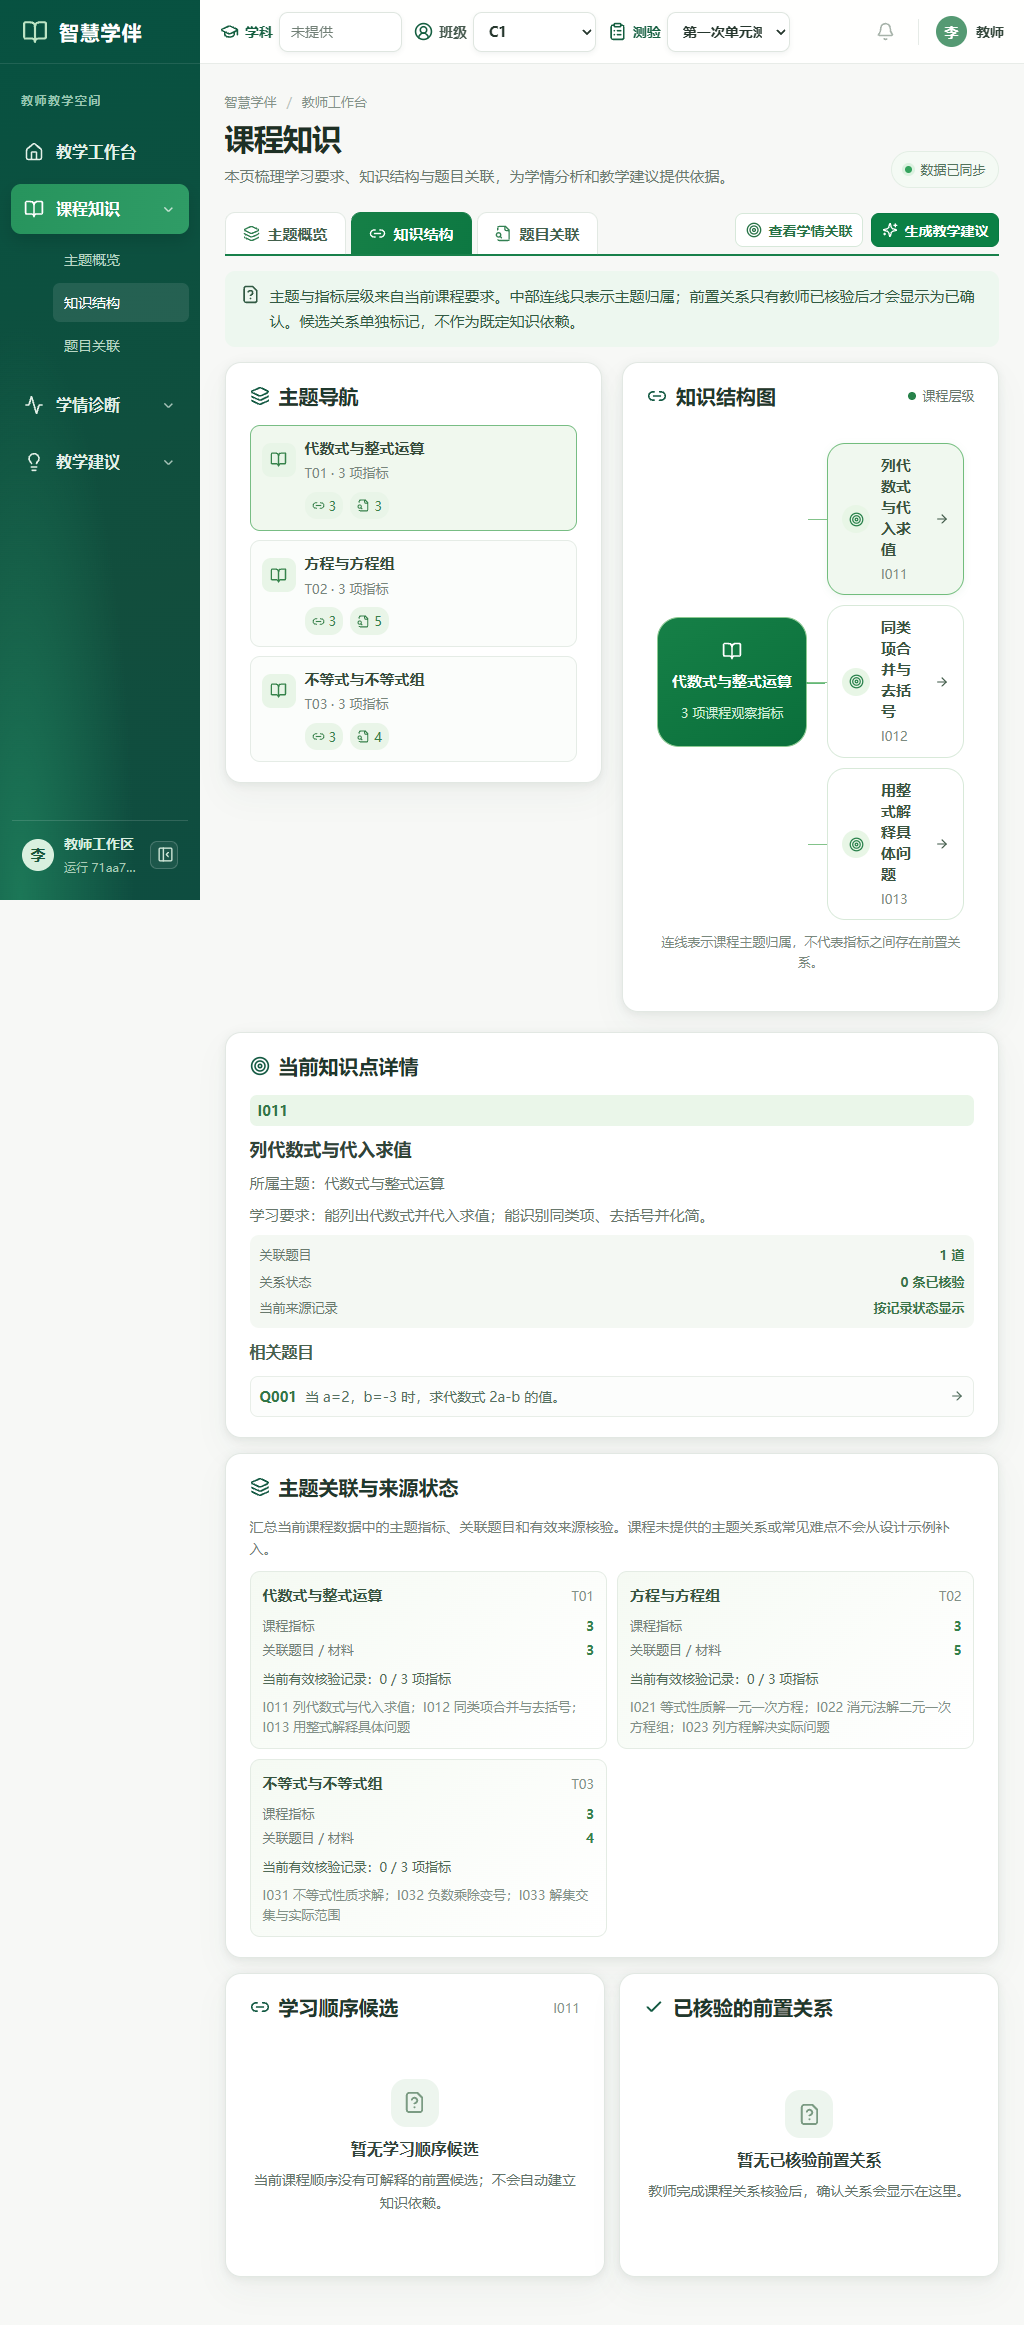 智慧学伴
学科 未提供 班级 C1 测验 第一次单元测
李 教师
教师教学空间
教学工作台
课程知识
主题概览
知识结构
题目关联
学情诊断
教学建议
李 教师工作区
运行 71aa7...
智慧学伴 / 教师工作台
课程知识
本页梳理学习要求、知识结构与题目关联，为学情分析和教学建议提供依据。
数据已同步
主题概览 知识结构 题目关联
查看学情关联 生成教学建议
主题与指标层级来自当前课程要求。中部连线只表示主题归属；前置关系只有教师已核验后才会显示为已确
认。候选关系单独标记，不作为既定知识依赖。
主题导航
代数式与整式运算
T01 · 3 项指标
3 3
方程与方程组
T02 · 3 项指标
3 5
不等式与不等式组
T03 · 3 项指标
3 4
知识结构图
课程层级
代数式与整式运算
3 项课程观察指标
列代
数式
与代
入求
值
I011
同类
项合
并与
去括
号
I012
用整
式解
释具
体问
题
I013
连线表示课程主题归属，不代表指标之间存在前置关
系。
当前知识点详情
I011
列代数式与代入求值
所属主题：代数式与整式运算
学习要求：能列出代数式并代入求值；能识别同类项、去括号并化简。
关联题目 1 道
关系状态 0 条已核验
当前来源记录 按记录状态显示
相关题目
Q001 当 a=2，b=-3 时，求代数式 2a-b 的值。
主题关联与来源状态
汇总当前课程数据中的主题指标、关联题目和有效来源核验。课程未提供的主题关系或常见难点不会从设计示例补
入。
代数式与整式运算 T01
课程指标 3
关联题目 / 材料 3
当前有效核验记录：0 / 3 项指标
I011 列代数式与代入求值；I012 同类项合并与去括号；
I013 用整式解释具体问题
方程与方程组 T02
课程指标 3
关联题目 / 材料 5
当前有效核验记录：0 / 3 项指标
I021 等式性质解一元一次方程；I022 消元法解二元一次
方程组；I023 列方程解决实际问题
不等式与不等式组 T03
课程指标 3
关联题目 / 材料 4
当前有效核验记录：0 / 3 项指标
I031 不等式性质求解；I032 负数乘除变号；I033 解集交
集与实际范围
学习顺序候选 I011
暂无学习顺序候选
当前课程顺序没有可解释的前置候选；不会自动建立
知识依赖。
已核验的前置关系
暂无已核验前置关系
教师完成课程关系核验后，确认关系会显示在这里。